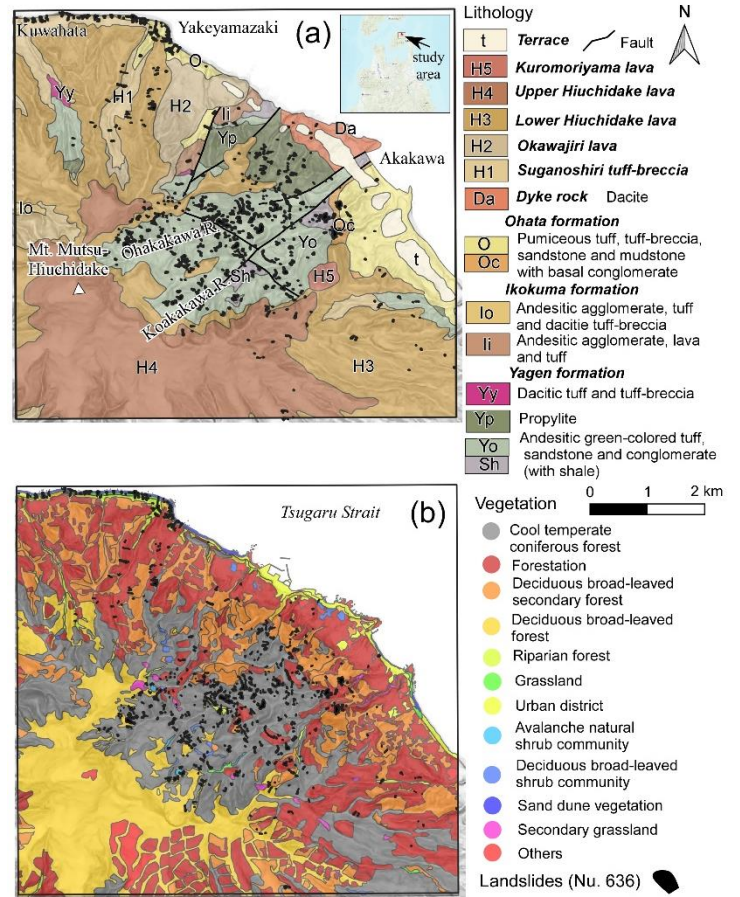 Kuwahata
Yakeyamazaki
(a)
study
area
O
Yy
H1
H2
Ii
Yp
Da
Akakawa
Io
Mt. Mutsu-
Hiuchidake
Ohakakawa R.
Koakakawa R.
Oc
Yo
Sh
H5
t
H4
H3
Lithology
N
t
Terrace
Fault
H5
Kuromoriyama lava
H4
Upper Hiuchidake lava
H3
Lower Hiuchidake lava
H2
Okawajiri lava
H1
Suganoshiri tuff-breccia
Da
Dyke rock Dacite
Ohata formation
O
Pumiceous tuff, tuff-breccia,
Oc
sandstone and mudstone
with basal conglomerate
Ikokuma formation
Io
Andesitic agglomerate, tuff
and dacitie tuff-breccia
Ii
Andesitic agglomerate, lava
and tuff
Yagen formation
Yy
Dacitic tuff and tuff-breccia
Yp
Propylite
Yo
Andesitic green-colored tuff,
sandstone and conglomerate
Sh
(with shale)
0 1 2 km
(b)
Tsugaru Strait
Vegetation
Cool temperate
coniferous forest
Forestation
Deciduous broad-leaved
secondary forest
Deciduous broad-leaved
forest
Riparian forest
Grassland
Urban district
Avalanche natural
shrub community
Deciduous broad-leaved
shrub community
Sand dune vegetation
Secondary grassland
Others
Landslides (Nu. 636)